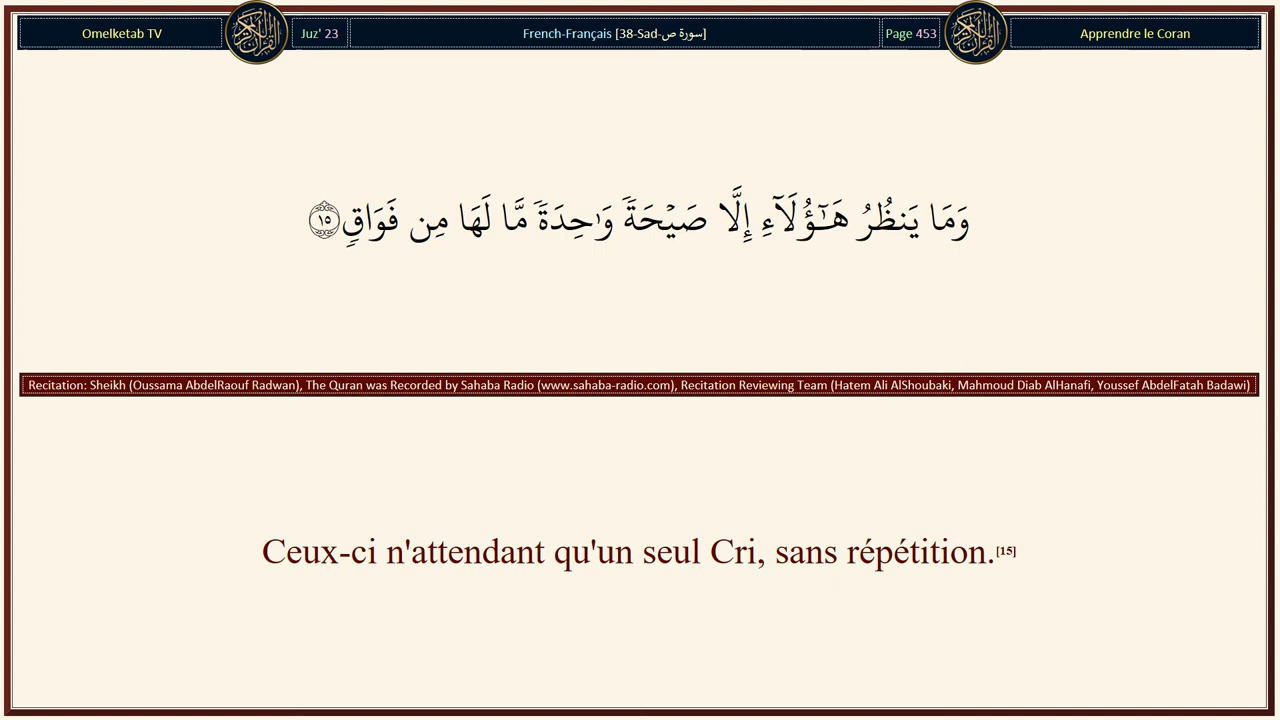 Omelketab TV
Juz' 23
French-Français [38-Sad-سورة ص]
Page 453
Apprendre le Coran
وَمَا يَنظُرُ هَـٰٓؤُلَآءِ إِلَّا صَيْحَةً وَٰحِدَةً مَّا لَهَا مِن فَوَاقٍ ١٥
Recitation: Sheikh (Oussama AbdelRaouf Radwan), The Quran was Recorded by Sahaba Radio (www.sahaba-radio.com), Recitation Reviewing Team (Hatem Ali AlShoubaki, Mahmoud Diab AlHanafi, Youssef AbdelFatah Badawi)
Ceux-ci n'attendant qu'un seul Cri, sans répétition.[15]